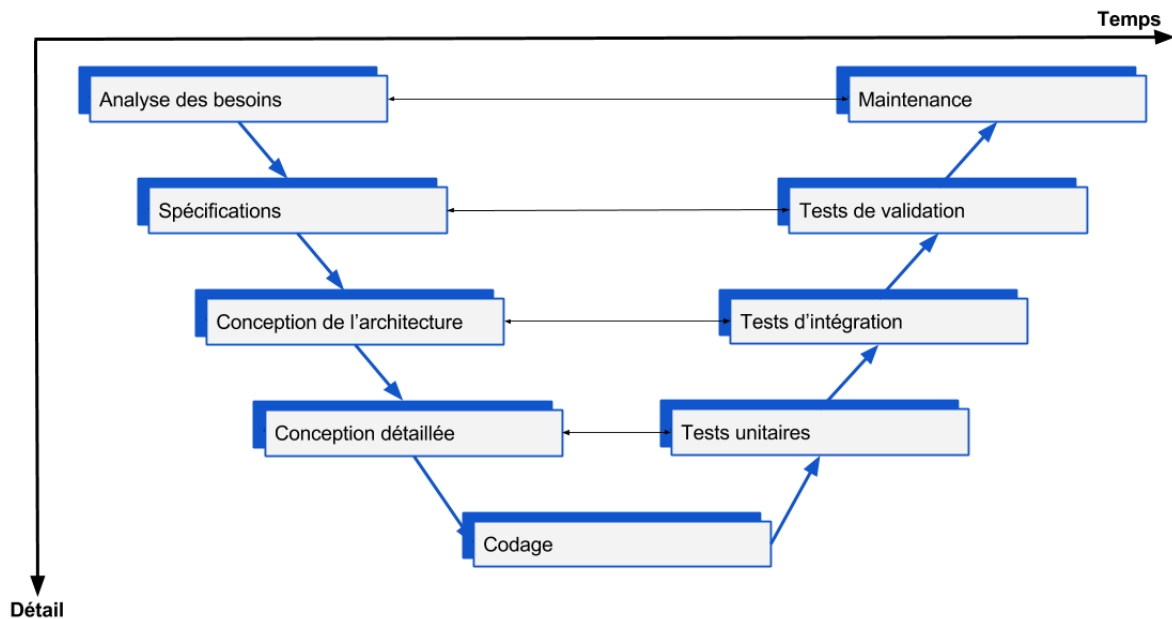 Temps
Analyse des besoins
Maintenance
Spécifications
Tests de validation
Conception de l’architecture
Tests d’intégration
Conception détaillée
Tests unitaires
Codage
Détail